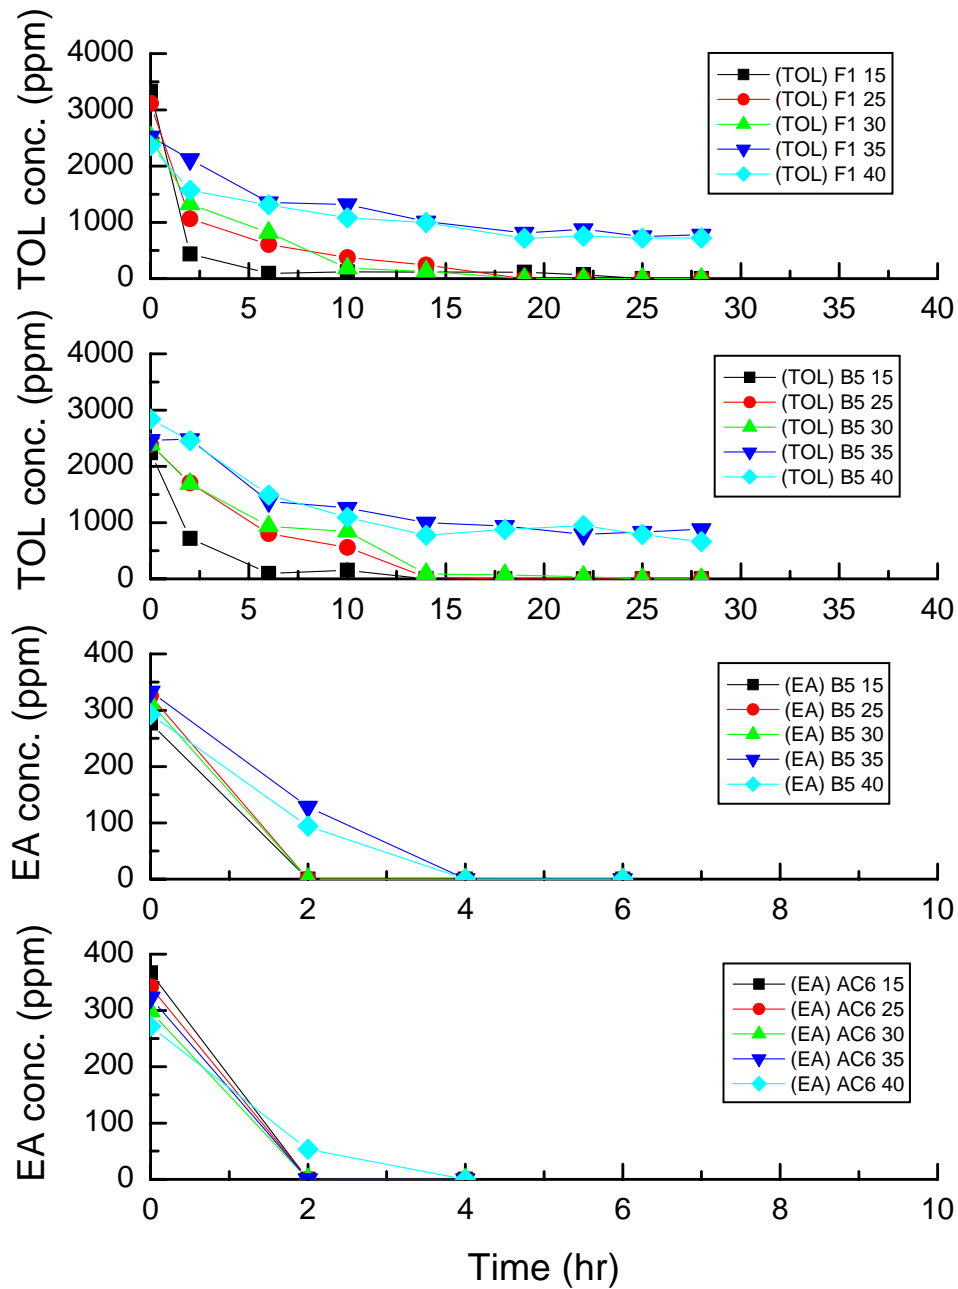 TOL conc. (ppm)
4000
3000
2000
1000
0
0 5 10 15 20 25 30 35 40
(TOL) F1 15
(TOL) F1 25
(TOL) F1 30
(TOL) F1 35
(TOL) F1 40
TOL conc. (ppm)
4000
3000
2000
1000
0
0 5 10 15 20 25 30 35 40
(TOL) B5 15
(TOL) B5 25
(TOL) B5 30
(TOL) B5 35
(TOL) B5 40
EA conc. (ppm)
400
300
200
100
0
0 2 4 6 8 10
(EA) B5 15
(EA) B5 25
(EA) B5 30
(EA) B5 35
(EA) B5 40
EA conc. (ppm)
400
300
200
100
0
0 2 4 6 8 10
(EA) AC6 15
(EA) AC6 25
(EA) AC6 30
(EA) AC6 35
(EA) AC6 40
Time (hr)